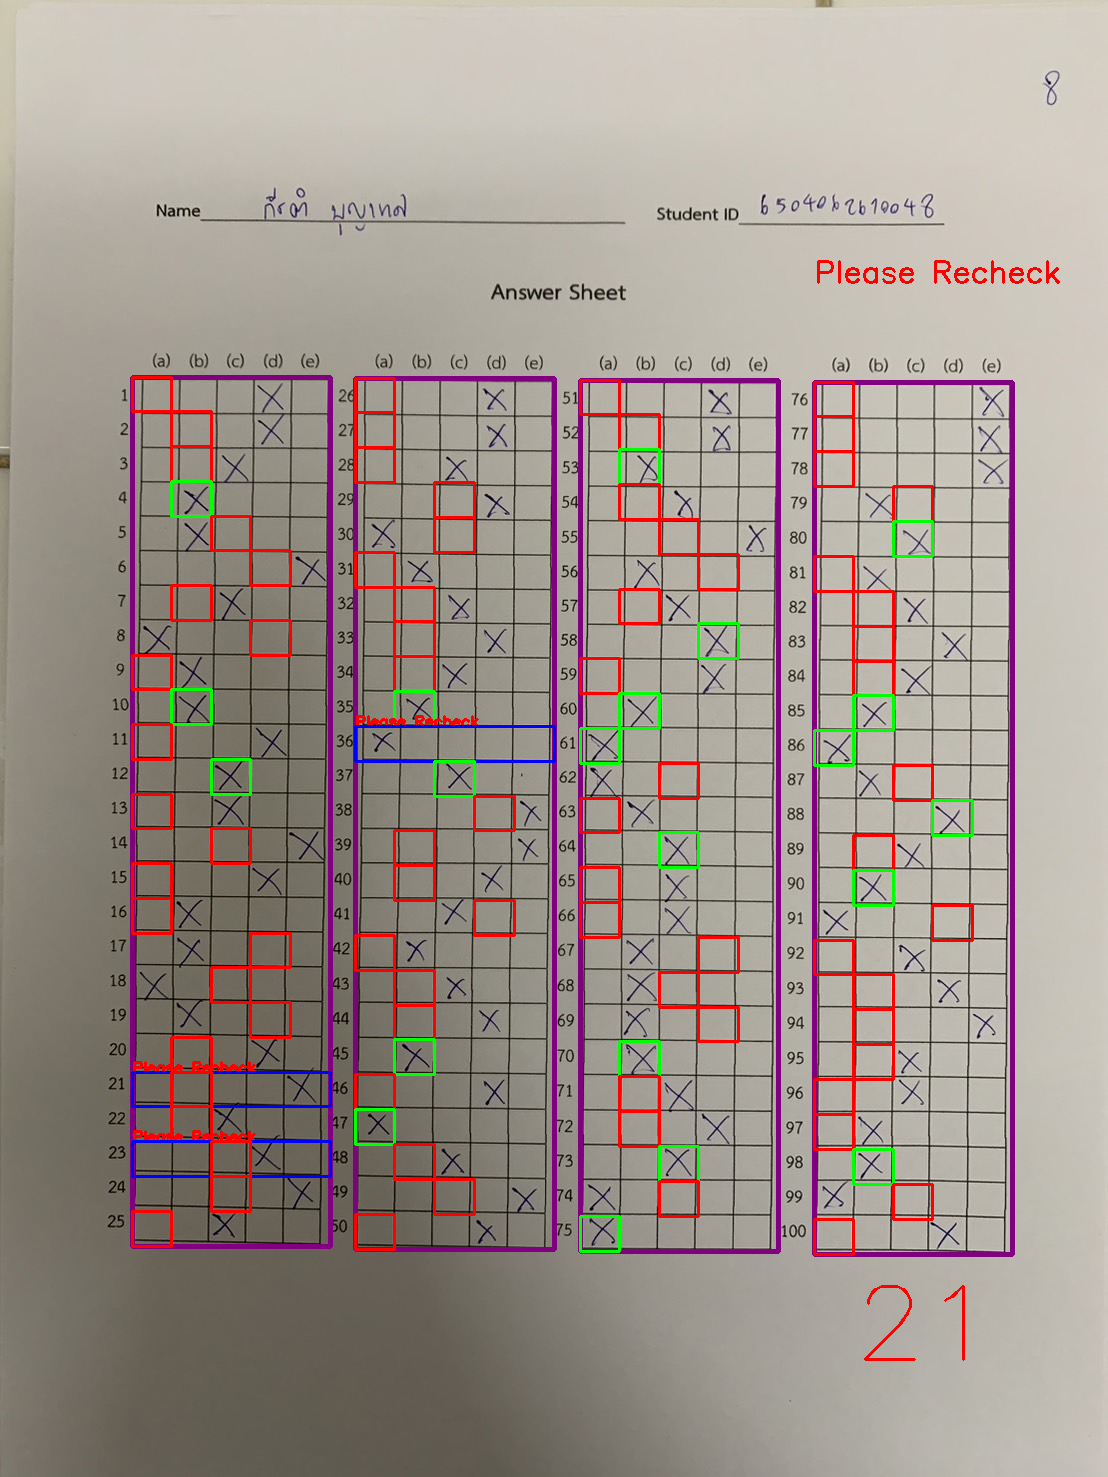 8
Name กีรติ บุญเทศ Student ID 6504062610048
Please Recheck
Answer Sheet
(a) (b) (c) (d) (e) (a) (b) (c) (d) (e) (a) (b) (c) (d) (e) (a) (b) (c) (d) (e)
1 26 51 76
2 27 52 77
3 28 53 78
4 29 54 79
5 30 55 80
6 31 56 81
7 32 57 82
8 33 58 83
9 34 59 84
10 35 60 85
Please Recheck
11 36 61 86
12 37 62 87
13 38 63 88
14 39 64 89
15 40 65 90
16 41 66 91
17 42 67 92
18 43 68 93
19 44 69 94
20 45 70 95
Please Recheck
21 46 71 96
22 47 72 97
Please Recheck
23 48 73 98
24 49 74 99
25 50 75 100
21